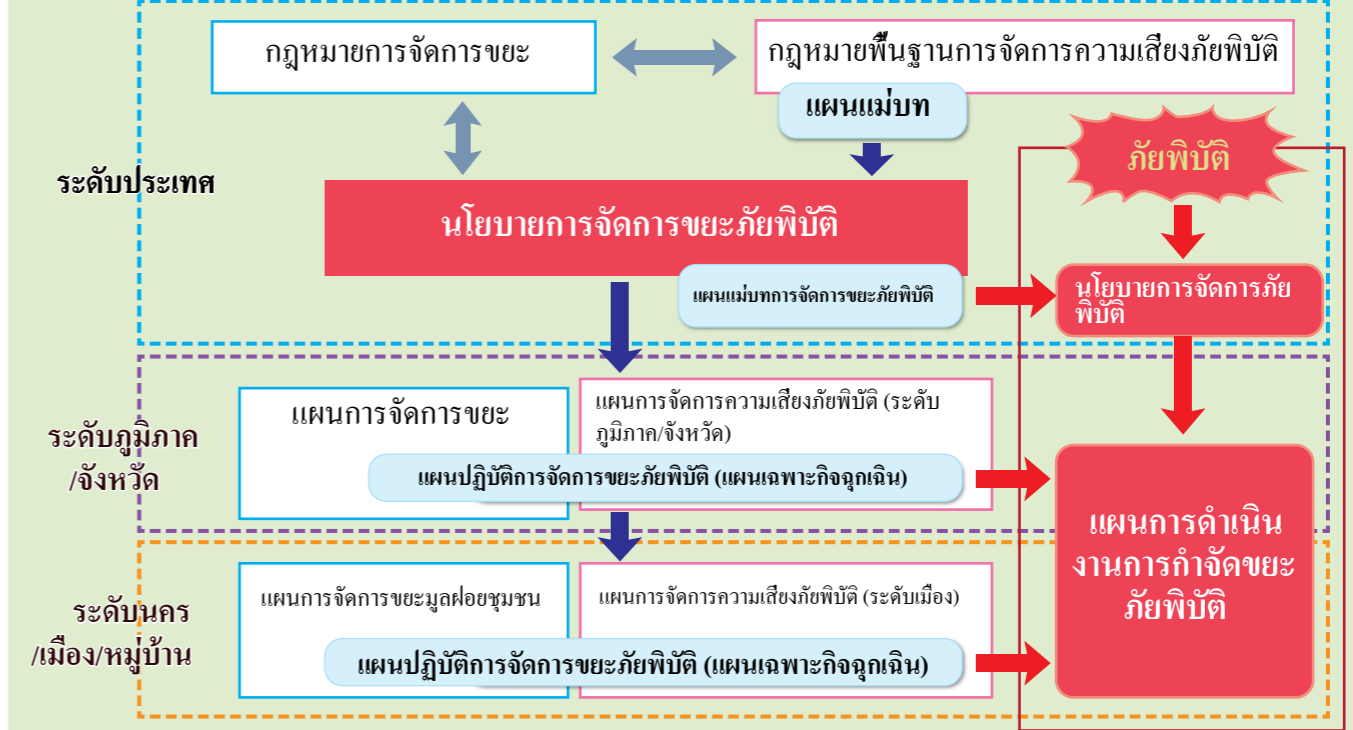 กฎหมายการจัดการขยะ
กฎหมายพื้นฐานการจัดการความเสี่ยงภัยพิบัติ
แผนแม่บท
ภัยพิบัติ
ระดับประเทศ
นโยบายการจัดการขยะภัยพิบัติ
แผนแม่บทการจัดการขยะภัยพิบัติ
นโยบายการจัดการภัย
พิบัติ
ระดับภูมิภาค
/จังหวัด
แผนการจัดการขยะ
แผนการจัดการความเสี่ยงภัยพิบัติ (ระดับ
ภูมิภาค/จังหวัด)
แผนปฏิบัติการจัดการขยะภัยพิบัติ (แผนเฉพาะกิจฉุกเฉิน)
แผนการดำเนิน
งานการกำจัดขยะ
ภัยพิบัติ
ระดับนคร
/เมือง/หมู่บ้าน
แผนการจัดการขยะมูลฝอยชุมชน
แผนการจัดการความเสี่ยงภัยพิบัติ (ระดับเมือง)
แผนปฏิบัติการจัดการขยะภัยพิบัติ (แผนเฉพาะกิจฉุกเฉิน)